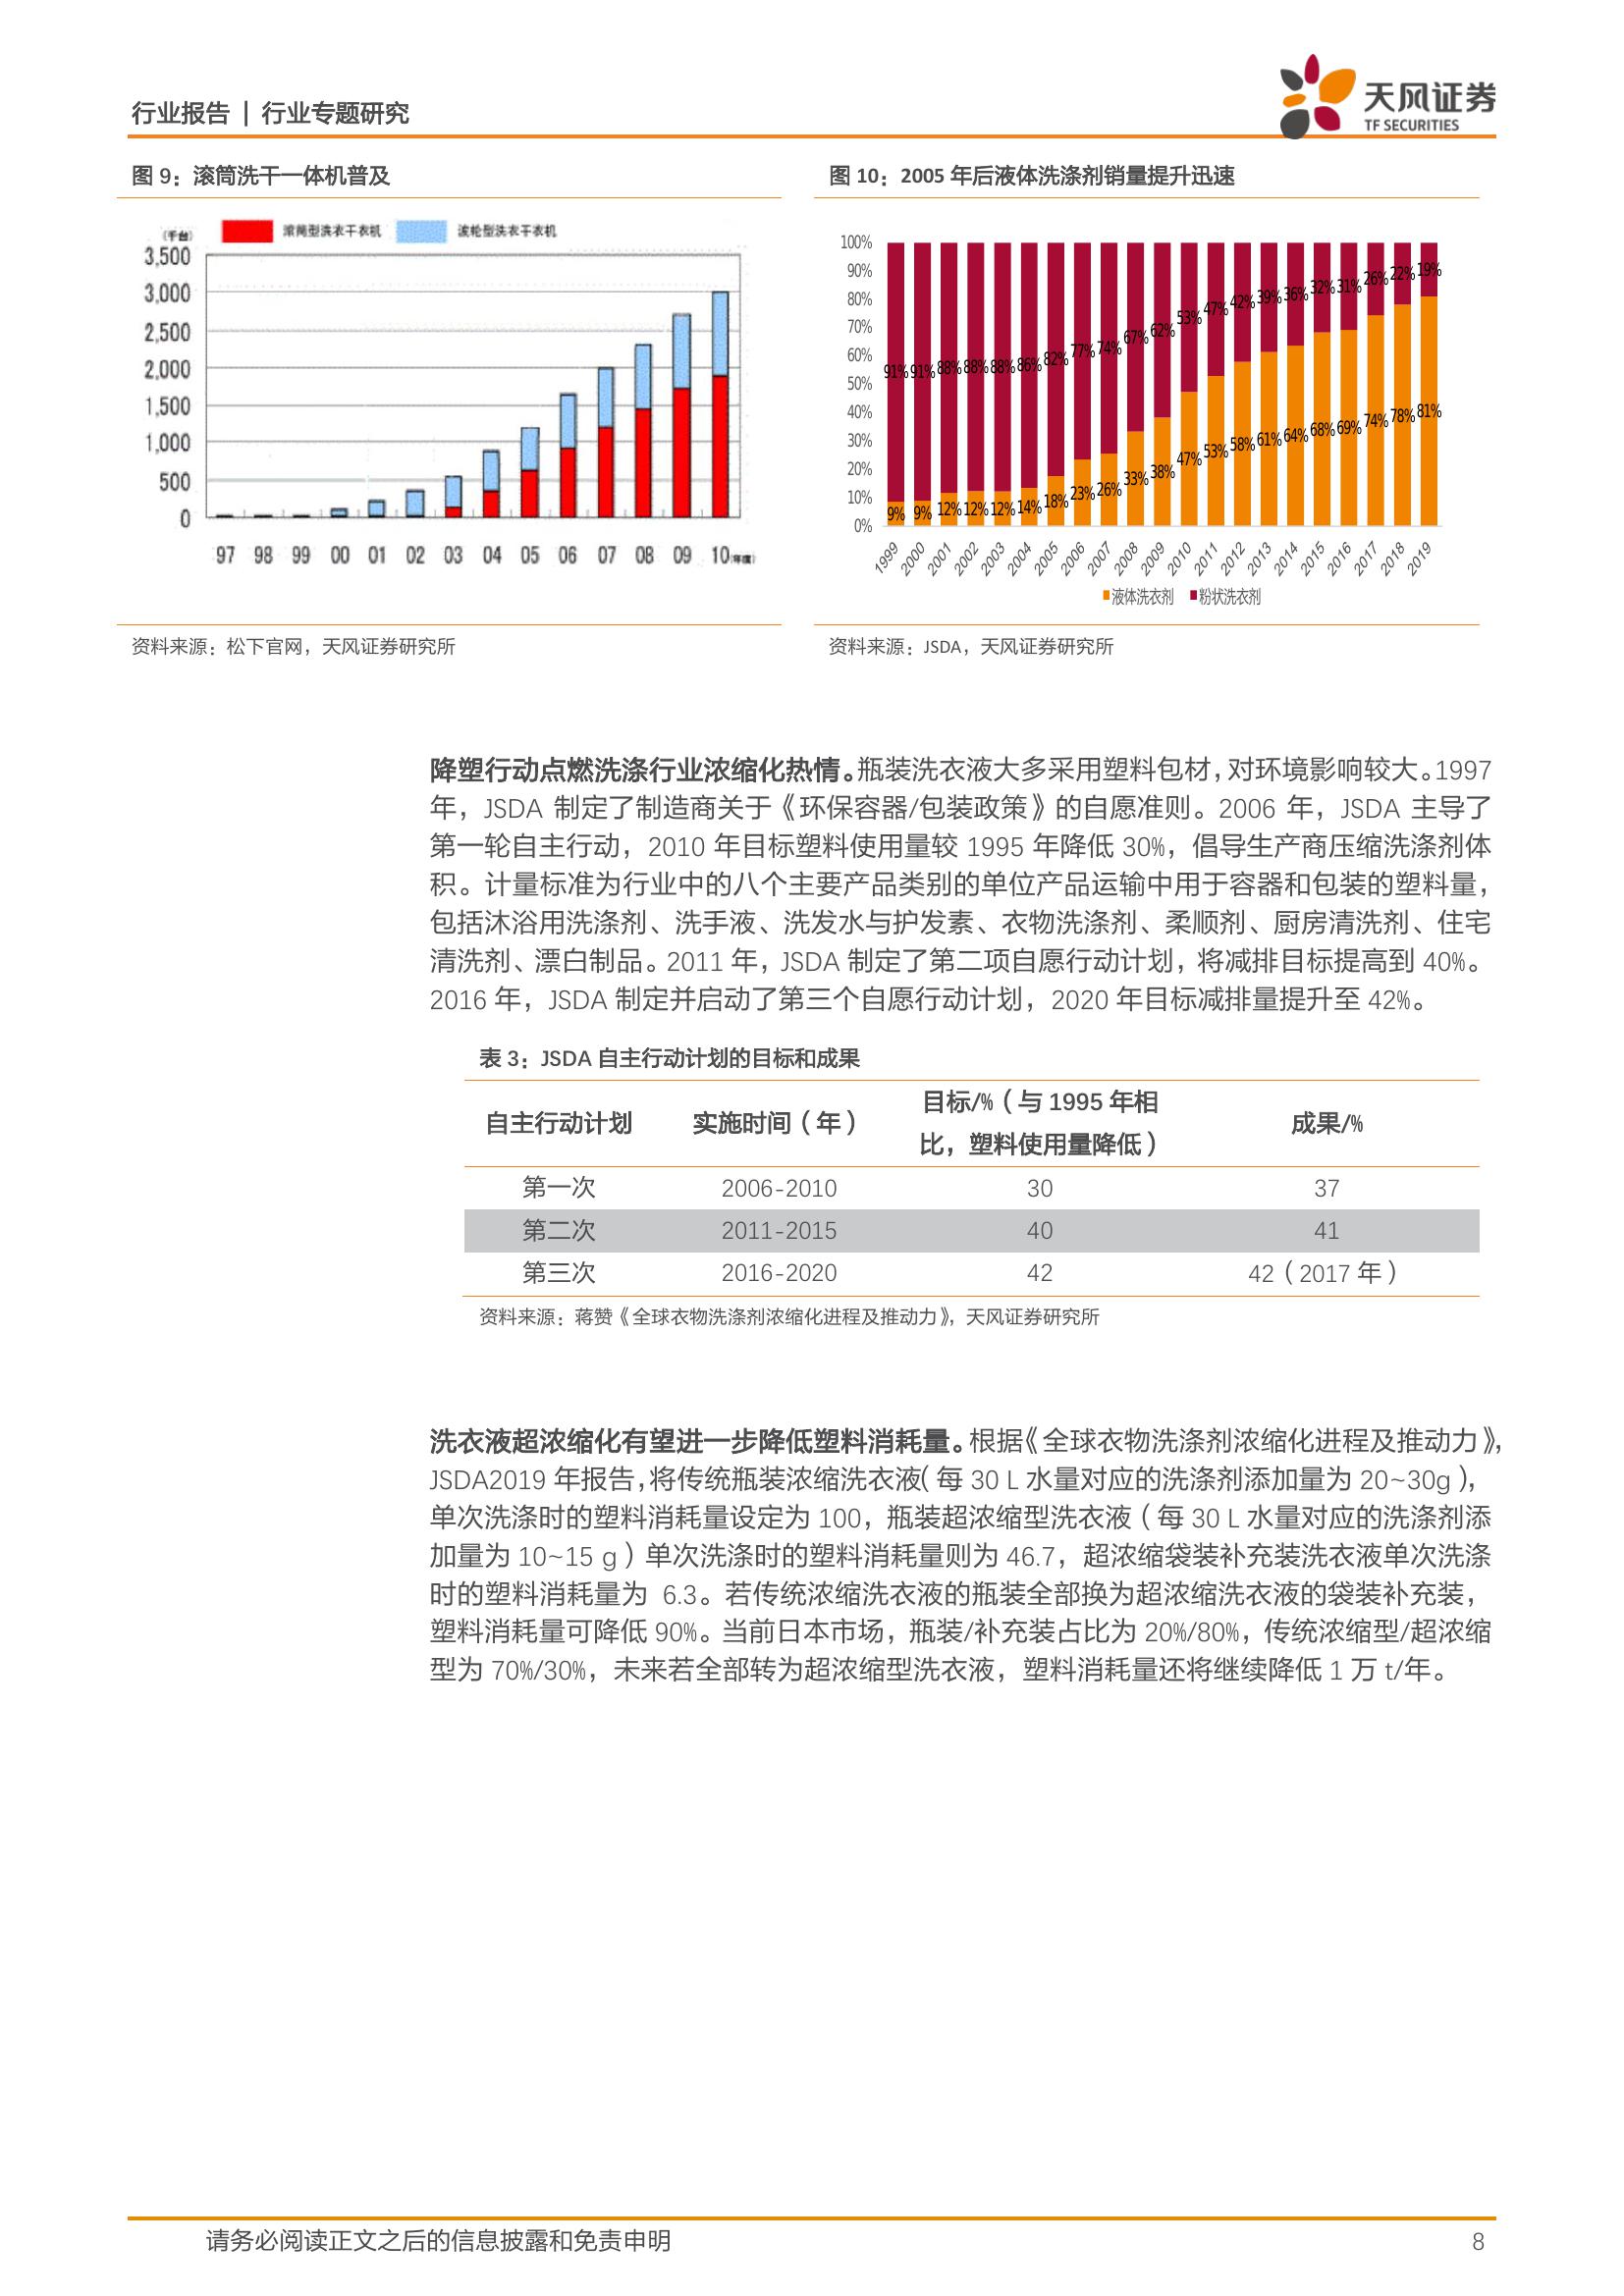 行业报告 | 行业专题研究
天风证券
TF SECURITIES
图 9：滚筒洗干一体机普及
(千台)
滚筒型洗衣干衣机
波轮型洗衣干衣机
3,500
3,000
2,500
2,000
1,500
1,000
500
0
97 98 99 00 01 02 03 04 05 06 07 08 09 10(年度)
资料来源：松下官网，天风证券研究所
图 10：2005 年后液体洗涤剂销量提升迅速
100%
90%
80%
70%
60%
50%
40%
30%
20%
10%
0%
91% 91% 88% 88% 88% 86% 82% 77% 74% 67% 62% 53% 47% 42% 39% 36% 32% 31% 26% 22% 19%
9% 9% 12% 12% 12% 14% 18% 23% 26% 33% 38% 47% 53% 58% 61% 64% 68% 69% 74% 78% 81%
1999 2000 2001 2002 2003 2004 2005 2006 2007 2008 2009 2010 2011 2012 2013 2014 2015 2016 2017 2018 2019
液体洗衣剂 粉状洗衣剂
资料来源：JSDA，天风证券研究所
降塑行动点燃洗涤行业浓缩化热情。瓶装洗衣液大多采用塑料包材，对环境影响较大。1997
年，JSDA 制定了制造商关于《环保容器/包装政策》的自愿准则。2006 年，JSDA 主导了
第一轮自主行动，2010 年目标塑料使用量较 1995 年降低 30%，倡导生产商压缩洗涤剂体
积。计量标准为行业中的八个主要产品类别的单位产品运输中用于容器和包装的塑料量，
包括沐浴用洗涤剂、洗手液、洗发水与护发素、衣物洗涤剂、柔顺剂、厨房清洗剂、住宅
清洗剂、漂白制品。2011 年，JSDA 制定了第二项自愿行动计划，将减排目标提高到 40%。
2016 年，JSDA 制定并启动了第三个自愿行动计划，2020 年目标减排量提升至 42%。
表 3：JSDA 自主行动计划的目标和成果
自主行动计划 实施时间（年） 目标/%（与 1995 年相比，塑料使用量降低） 成果/%
第一次 2006-2010 30 37
第二次 2011-2015 40 41
第三次 2016-2020 42 42（2017 年）
资料来源：蒋赞《全球衣物洗涤剂浓缩化进程及推动力》，天风证券研究所
洗衣液超浓缩化有望进一步降低塑料消耗量。根据《全球衣物洗涤剂浓缩化进程及推动力》，
JSDA2019 年报告，将传统瓶装浓缩洗衣液（每 30 L 水量对应的洗涤剂添加量为 20~30g），
单次洗涤时的塑料消耗量设定为 100，瓶装超浓缩型洗衣液（每 30 L 水量对应的洗涤剂添
加量为 10~15 g）单次洗涤时的塑料消耗量则为 46.7，超浓缩袋装补充装洗衣液单次洗涤
时的塑料消耗量为 6.3。若传统浓缩洗衣液的瓶装全部换为超浓缩洗衣液的袋装补充装，
塑料消耗量可降低 90%。当前日本市场，瓶装/补充装占比为 20%/80%，传统浓缩型/超浓缩
型为 70%/30%，未来若全部转为超浓缩型洗衣液，塑料消耗量还将继续降低 1 万 t/年。
请务必阅读正文之后的信息披露和免责申明
8